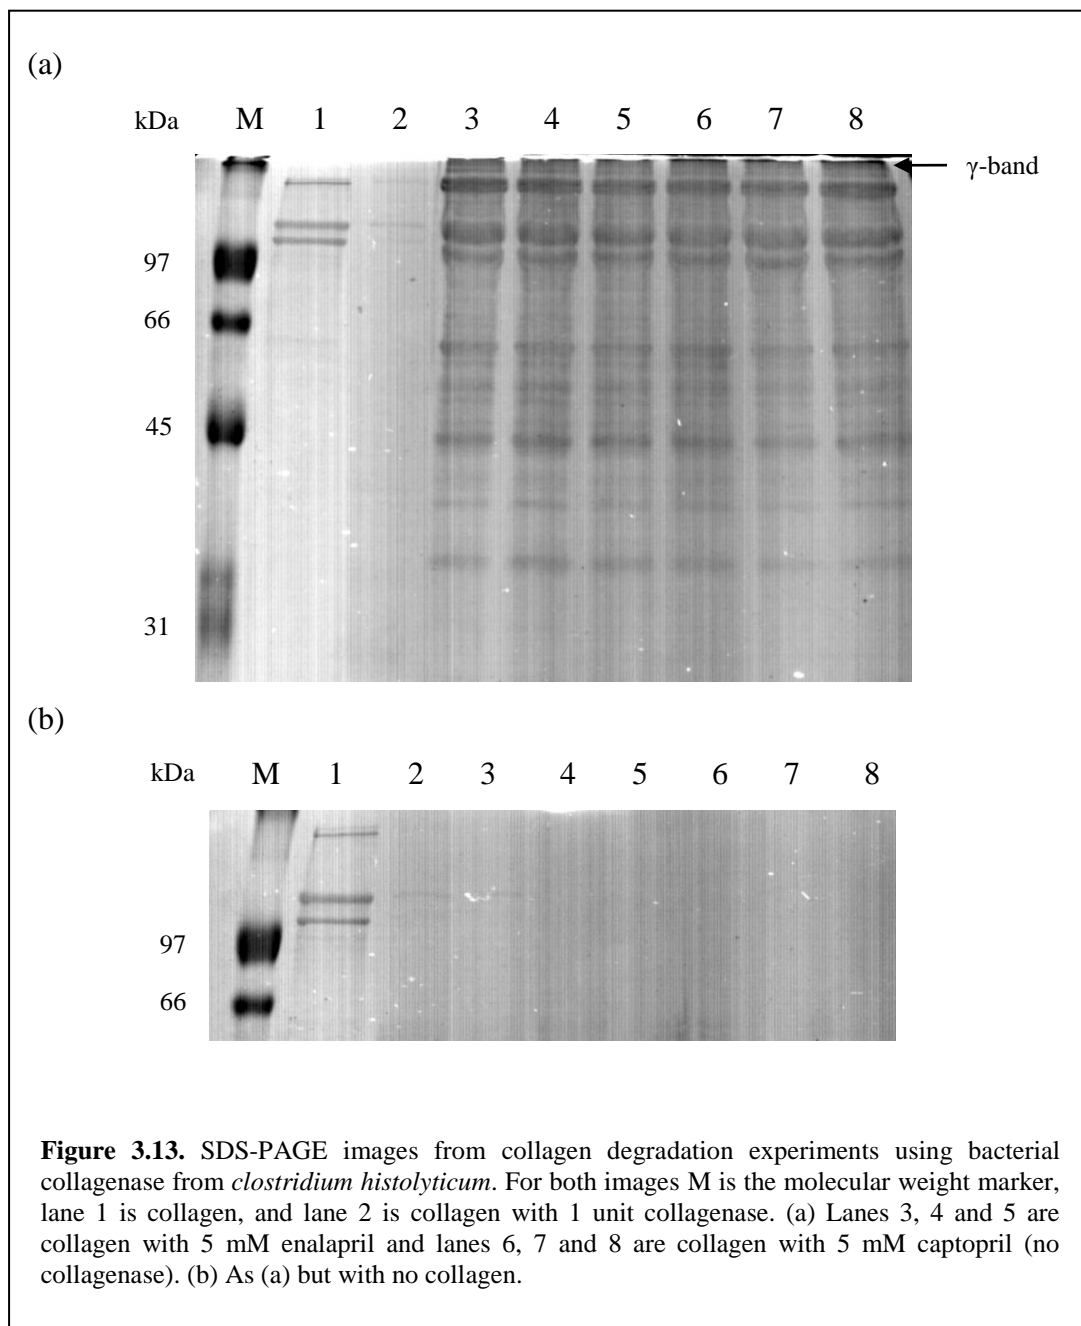 (a)
kDa M 1 2 3 4 5 6 7 8
γ-band
97
66
45
31
(b)
kDa M 1 2 3 4 5 6 7 8
97
66
Figure 3.13. SDS-PAGE images from collagen degradation experiments using bacterial
collagenase from clostridium histolyticum. For both images M is the molecular weight marker,
lane 1 is collagen, and lane 2 is collagen with 1 unit collagenase. (a) Lanes 3, 4 and 5 are
collagen with 5 mM enalapril and lanes 6, 7 and 8 are collagen with 5 mM captopril (no
collagenase). (b) As (a) but with no collagen.